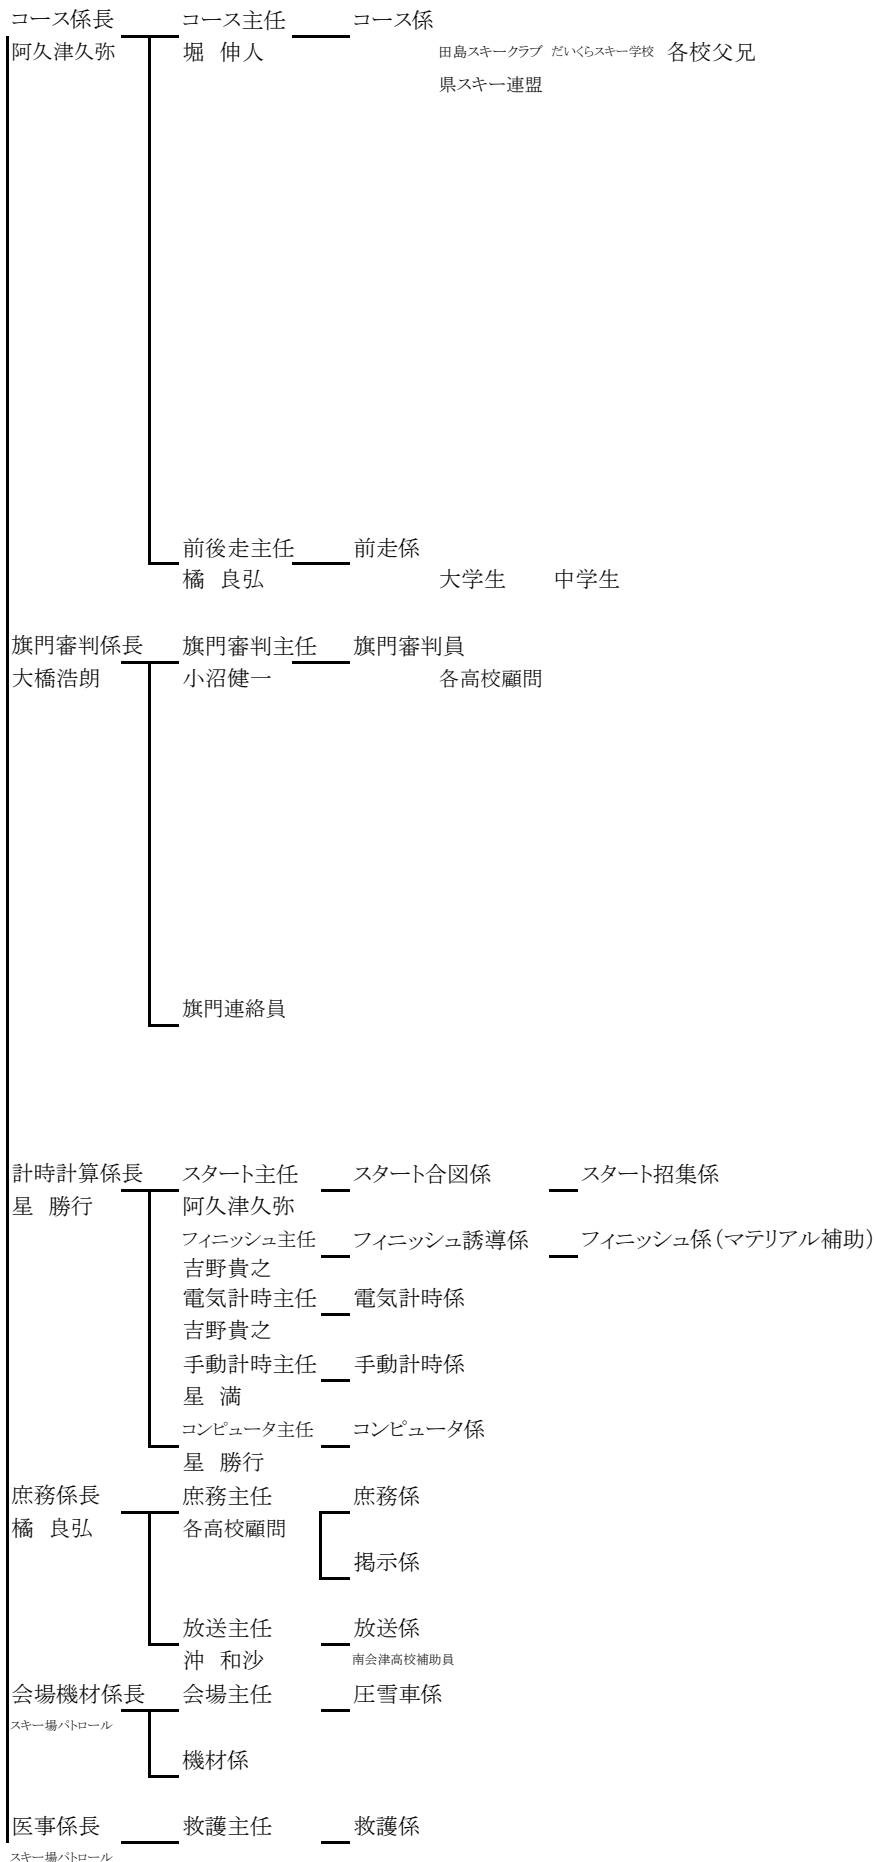 コース係長 コース主任 コース係
阿久津久弥 堀 伸人 田島スキークラブ だいくらスキー学校 各校父兄
県スキー連盟
前後走主任 前走係
橘 良弘 大学生 中学生
旗門審判係長 旗門審判主任 旗門審判員
大橋浩朗 小沼健一 各高校顧問
旗門連絡員
計時計算係長 スタート主任 スタート合図係 スタート招集係
星 勝行 阿久津久弥
フィニッシュ主任 フィニッシュ誘導係 フィニッシュ係(マテリアル補助)
吉野貴之
電気計時主任 電気計時係
吉野貴之
手動計時主任 手動計時係
星 満
コンピュータ主任 コンピュータ係
星 勝行
庶務係長 庶務主任 庶務係
橘 良弘 各高校顧問
掲示係
放送主任 放送係
沖 和沙 南会津高校補助員
会場機材係長 会場主任 圧雪車係
スキー場パトロール
機材係
医事係長 救護主任 救護係
スキー場パトロール